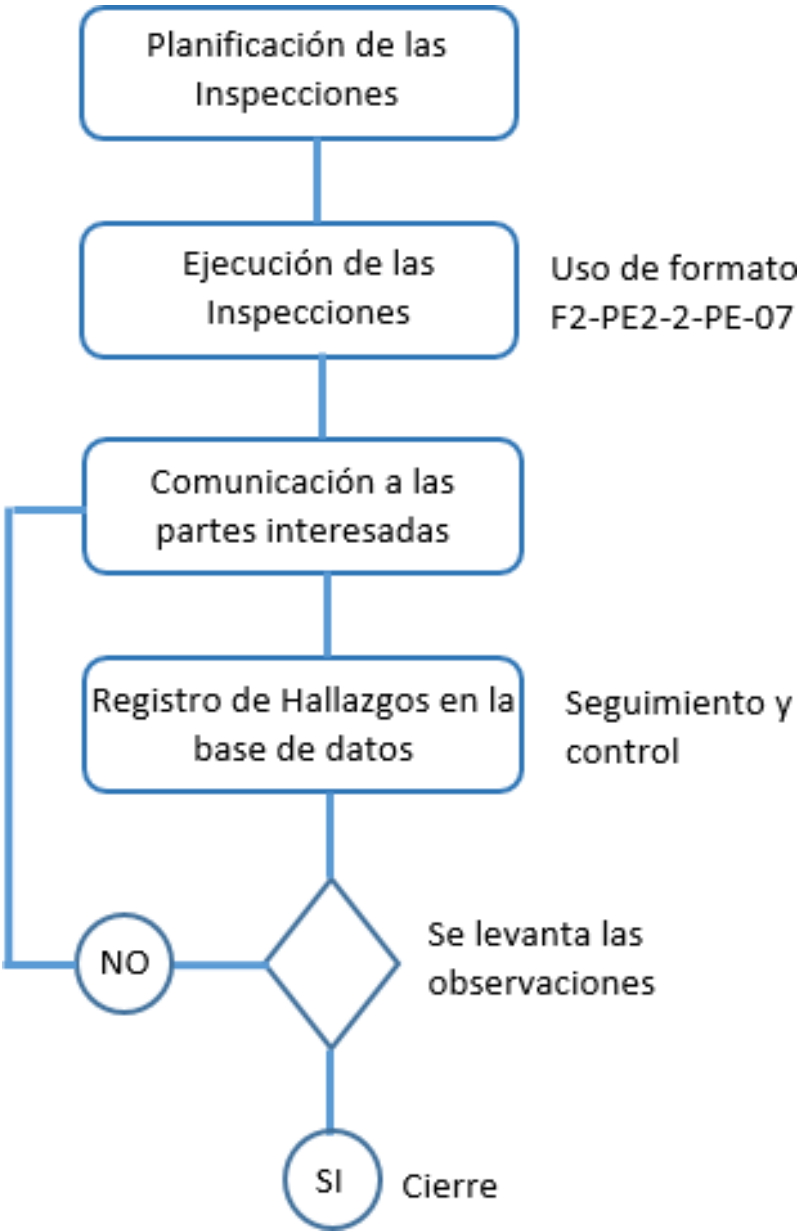 Planificación de las
Inspecciones
Ejecución de las
Inspecciones
Uso de formato
F2-PE2-2-PE-07
Comunicación a las
partes interesadas
Registro de Hallazgos en la
base de datos
Seguimiento y
control
Se levanta las
observaciones
NO
SI
Cierre